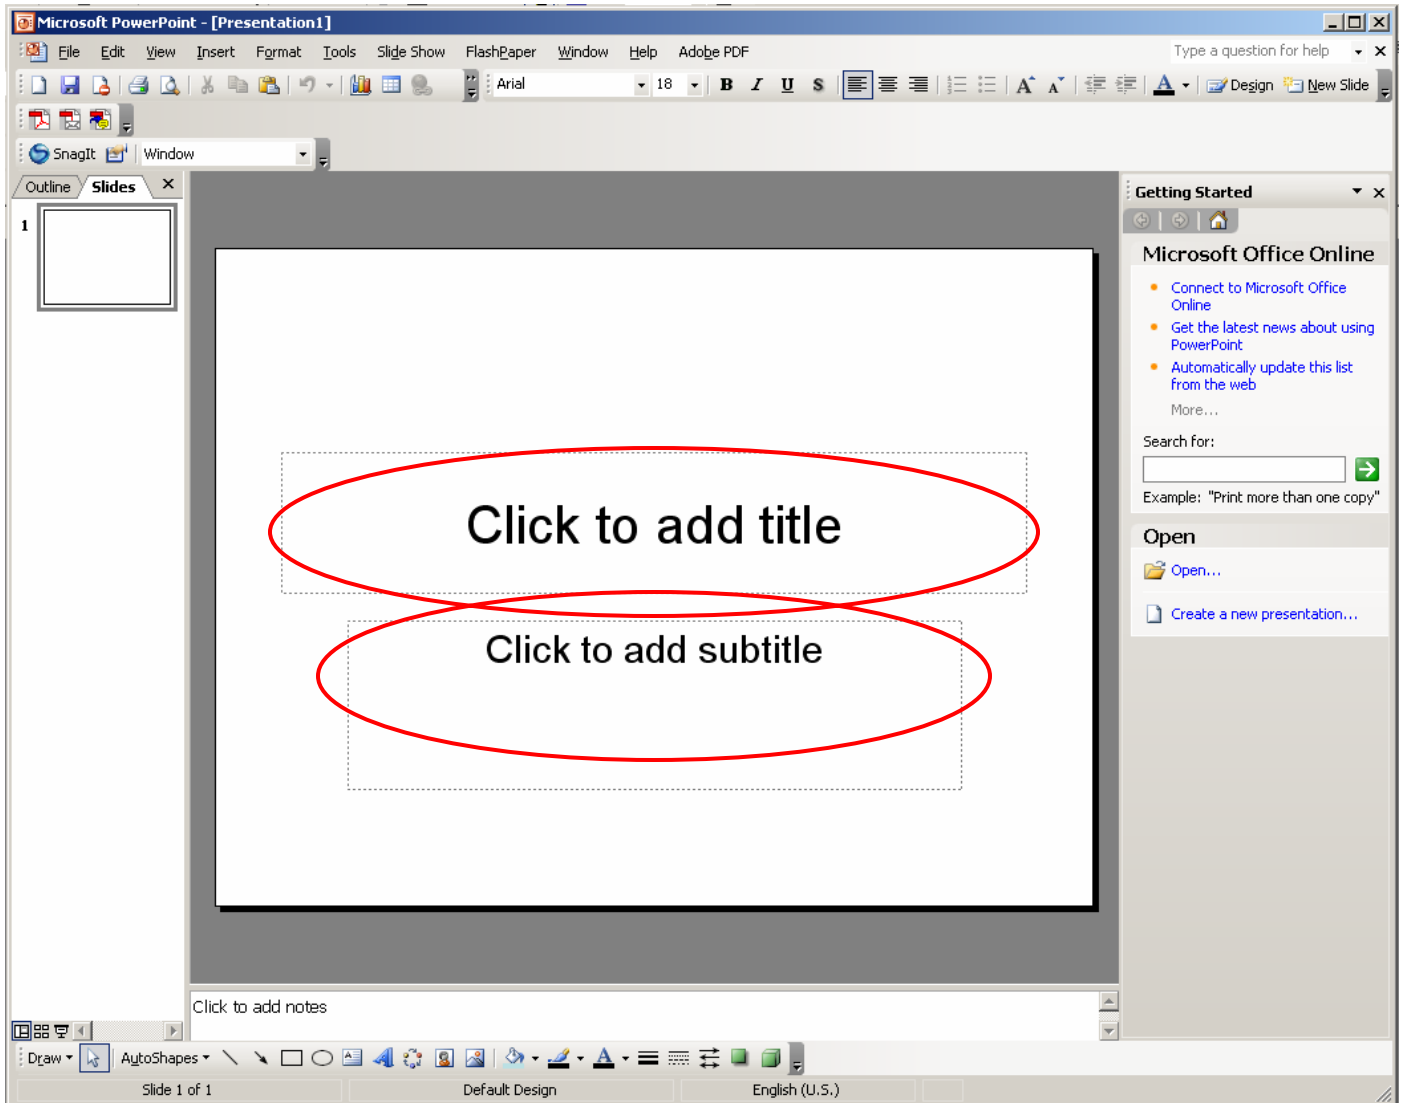 Microsoft PowerPoint - [Presentation1]
File Edit View Insert Format Tools Slide Show FlashPaper Window Help Adobe PDF Type a question for help
Arial 18 B I U S A A A Design New Slide
SnagIt Window
Outline Slides
1
Click to add title
Click to add subtitle
Click to add notes
Getting Started
Microsoft Office Online
Connect to Microsoft Office
Online
Get the latest news about using
PowerPoint
Automatically update this list
from the web
More...
Search for:
Example: "Print more than one copy"
Open
Open...
Create a new presentation...
Draw AutoShapes A
Slide 1 of 1 Default Design English (U.S.)